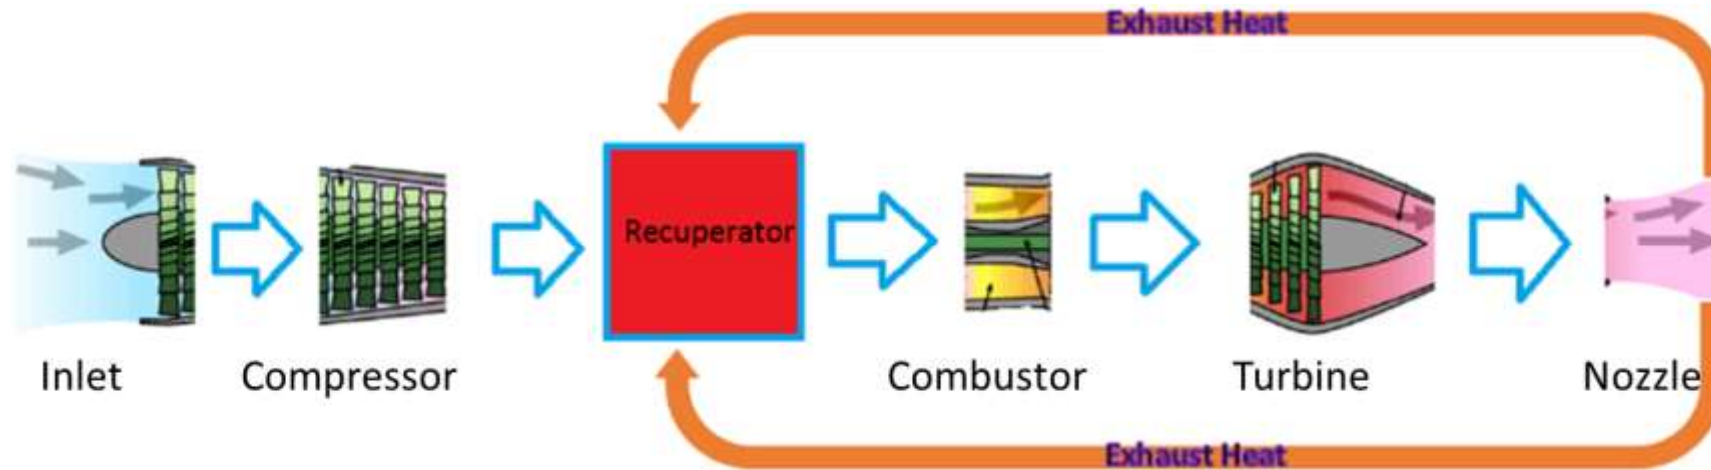 Exhaust Heat
Recuperator
Inlet
Compressor
Combustor
Turbine
Nozzle
Exhaust Heat